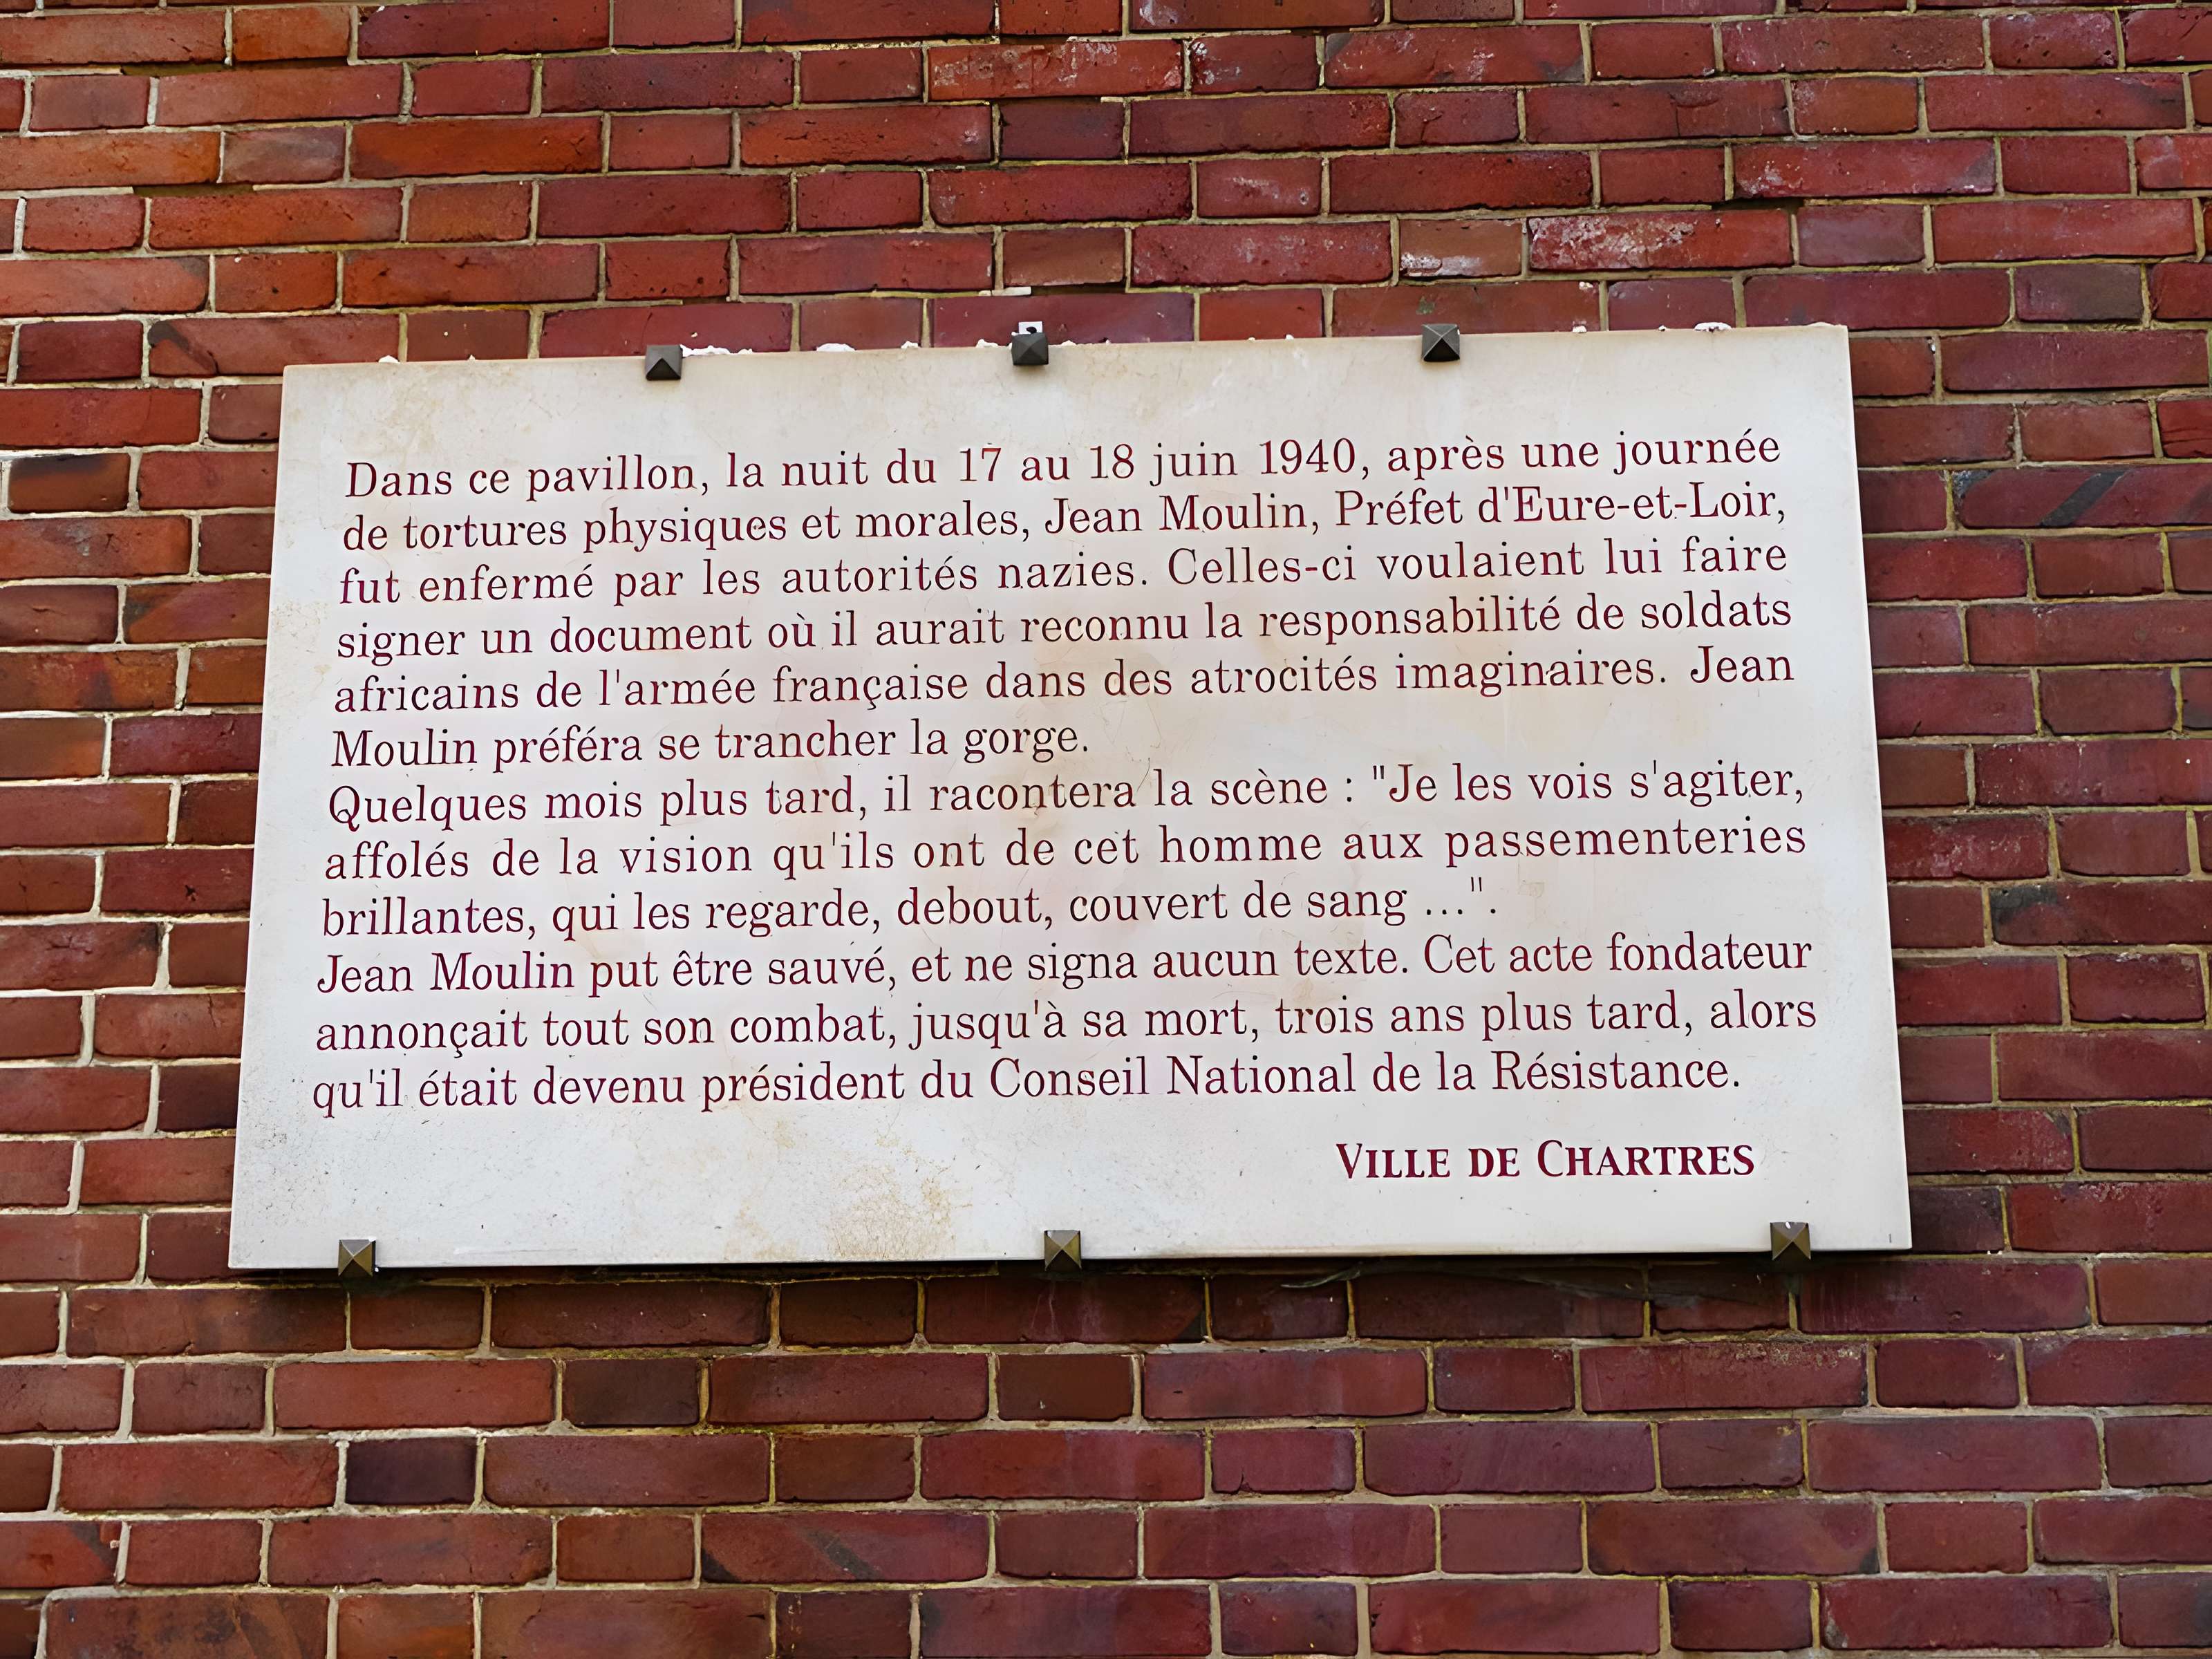 Dans ce pavillon, la nuit du 17 au 18 juin 1940, après une journée
de tortures physiques et morales, Jean Moulin, Préfet d'Eure-et-Loir,
fut enfermé par les autorités nazies. Celles-ci voulaient lui faire
signer un document où il aurait reconnu la responsabilité de soldats
africains de l'armée française dans des atrocités imaginaires. Jean
Moulin préféra se trancher la gorge.
Quelques mois plus tard, il racontera la scène : "Je les vois s'agiter,
affolés de la vision qu'ils ont de cet homme aux passementeries
brillantes, qui les regarde, debout, couvert de sang ...".
Jean Moulin put être sauvé, et ne signa aucun texte. Cet acte fondateur
annonçait tout son combat, jusqu'à sa mort, trois ans plus tard, alors
qu'il était devenu président du Conseil National de la Résistance.
VILLE DE CHARTRES